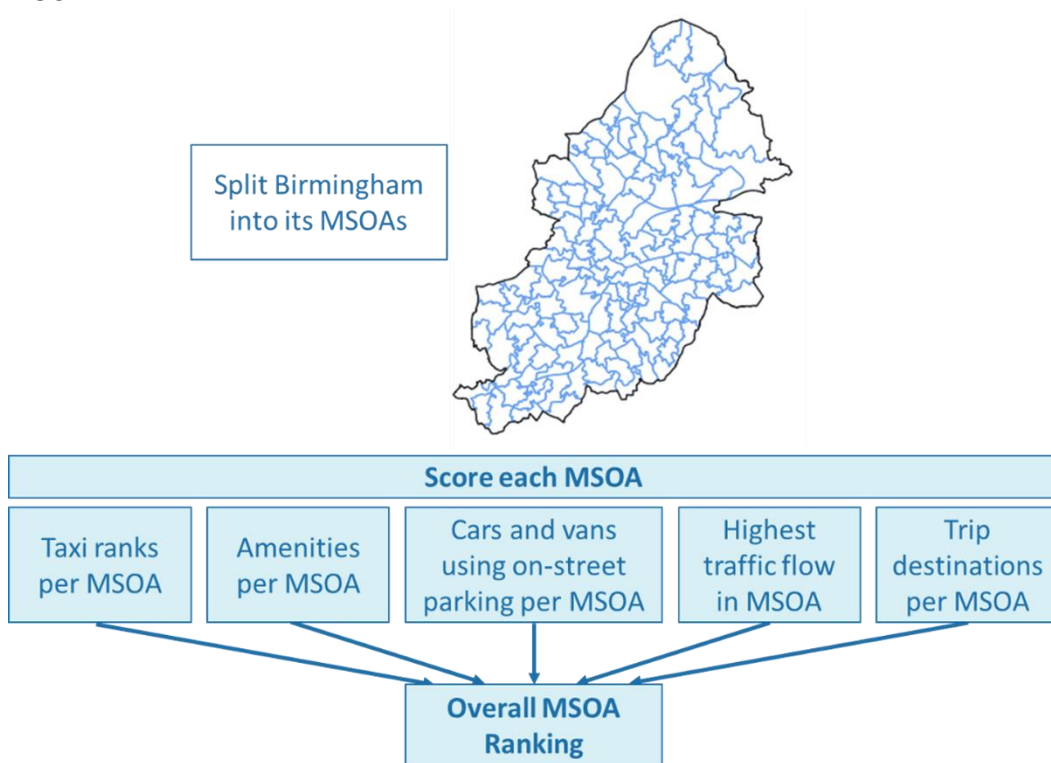 Split Birmingham
into its MSOAs
Score each MSOA
Taxi ranks
per MSOA
Amenities
per MSOA
Cars and vans
using on-street
parking per MSOA
Highest
traffic flow
in MSOA
Trip
destinations
per MSOA
Overall MSOA
Ranking